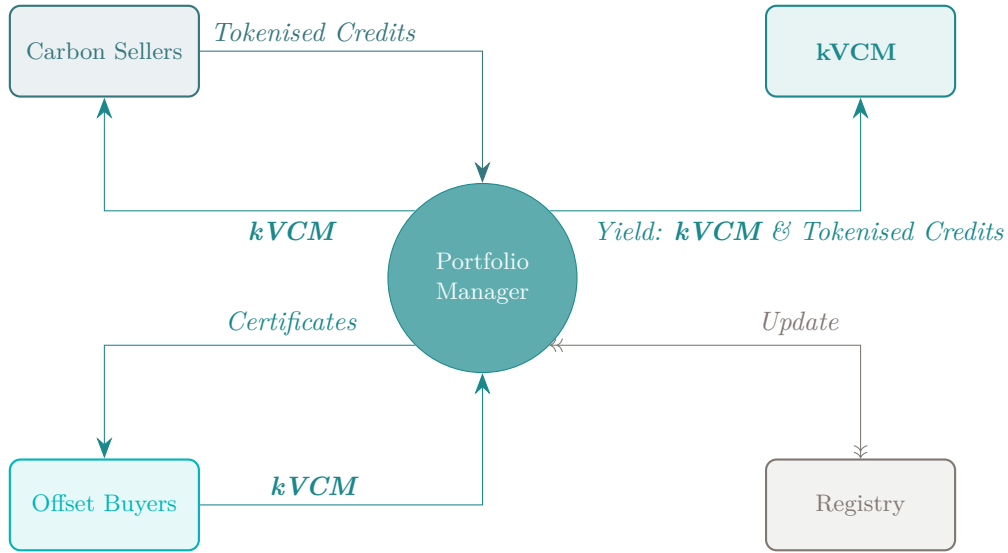 Tokenised Credits
Carbon Sellers
kVCM
kVCM
Yield: kVCM & Tokenised Credits
Portfolio
Manager
Certificates
Update
kVCM
Offset Buyers
Registry